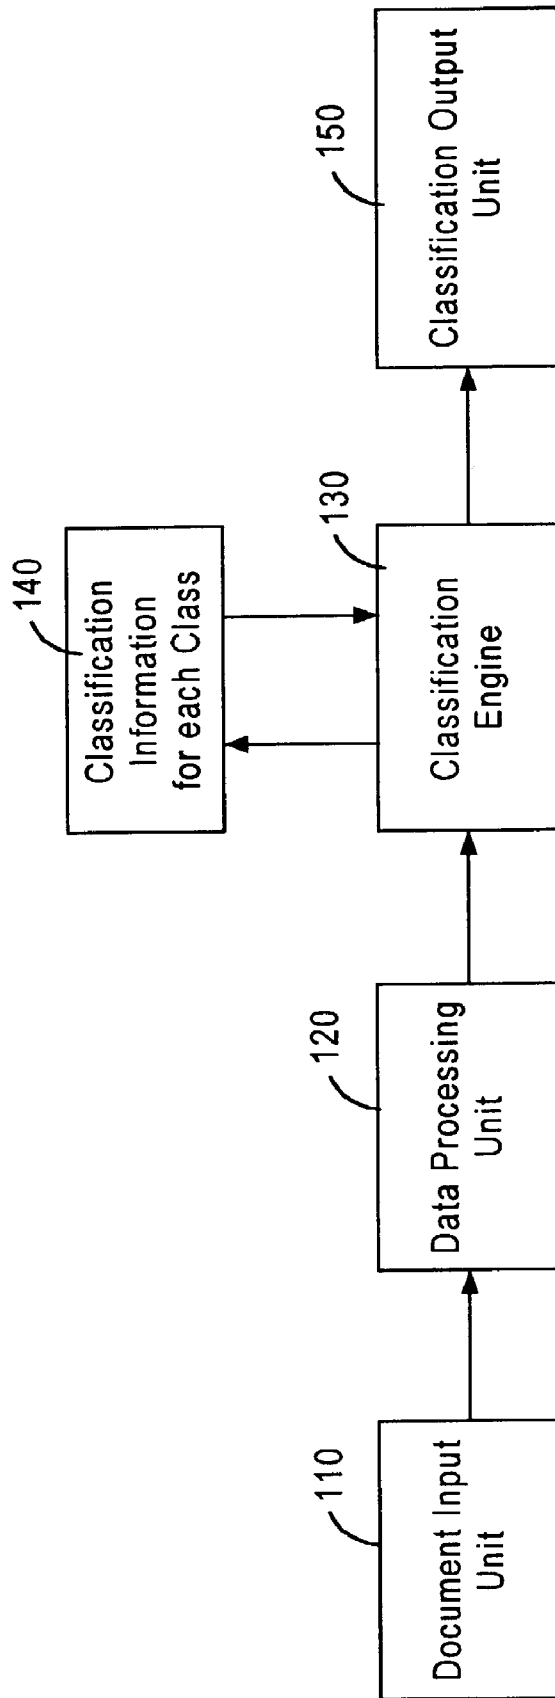 140
Classification
Information
for each Class
110
Document Input
Unit
120
Data Processing
Unit
130
Classification
Engine
150
Classification Output
Unit